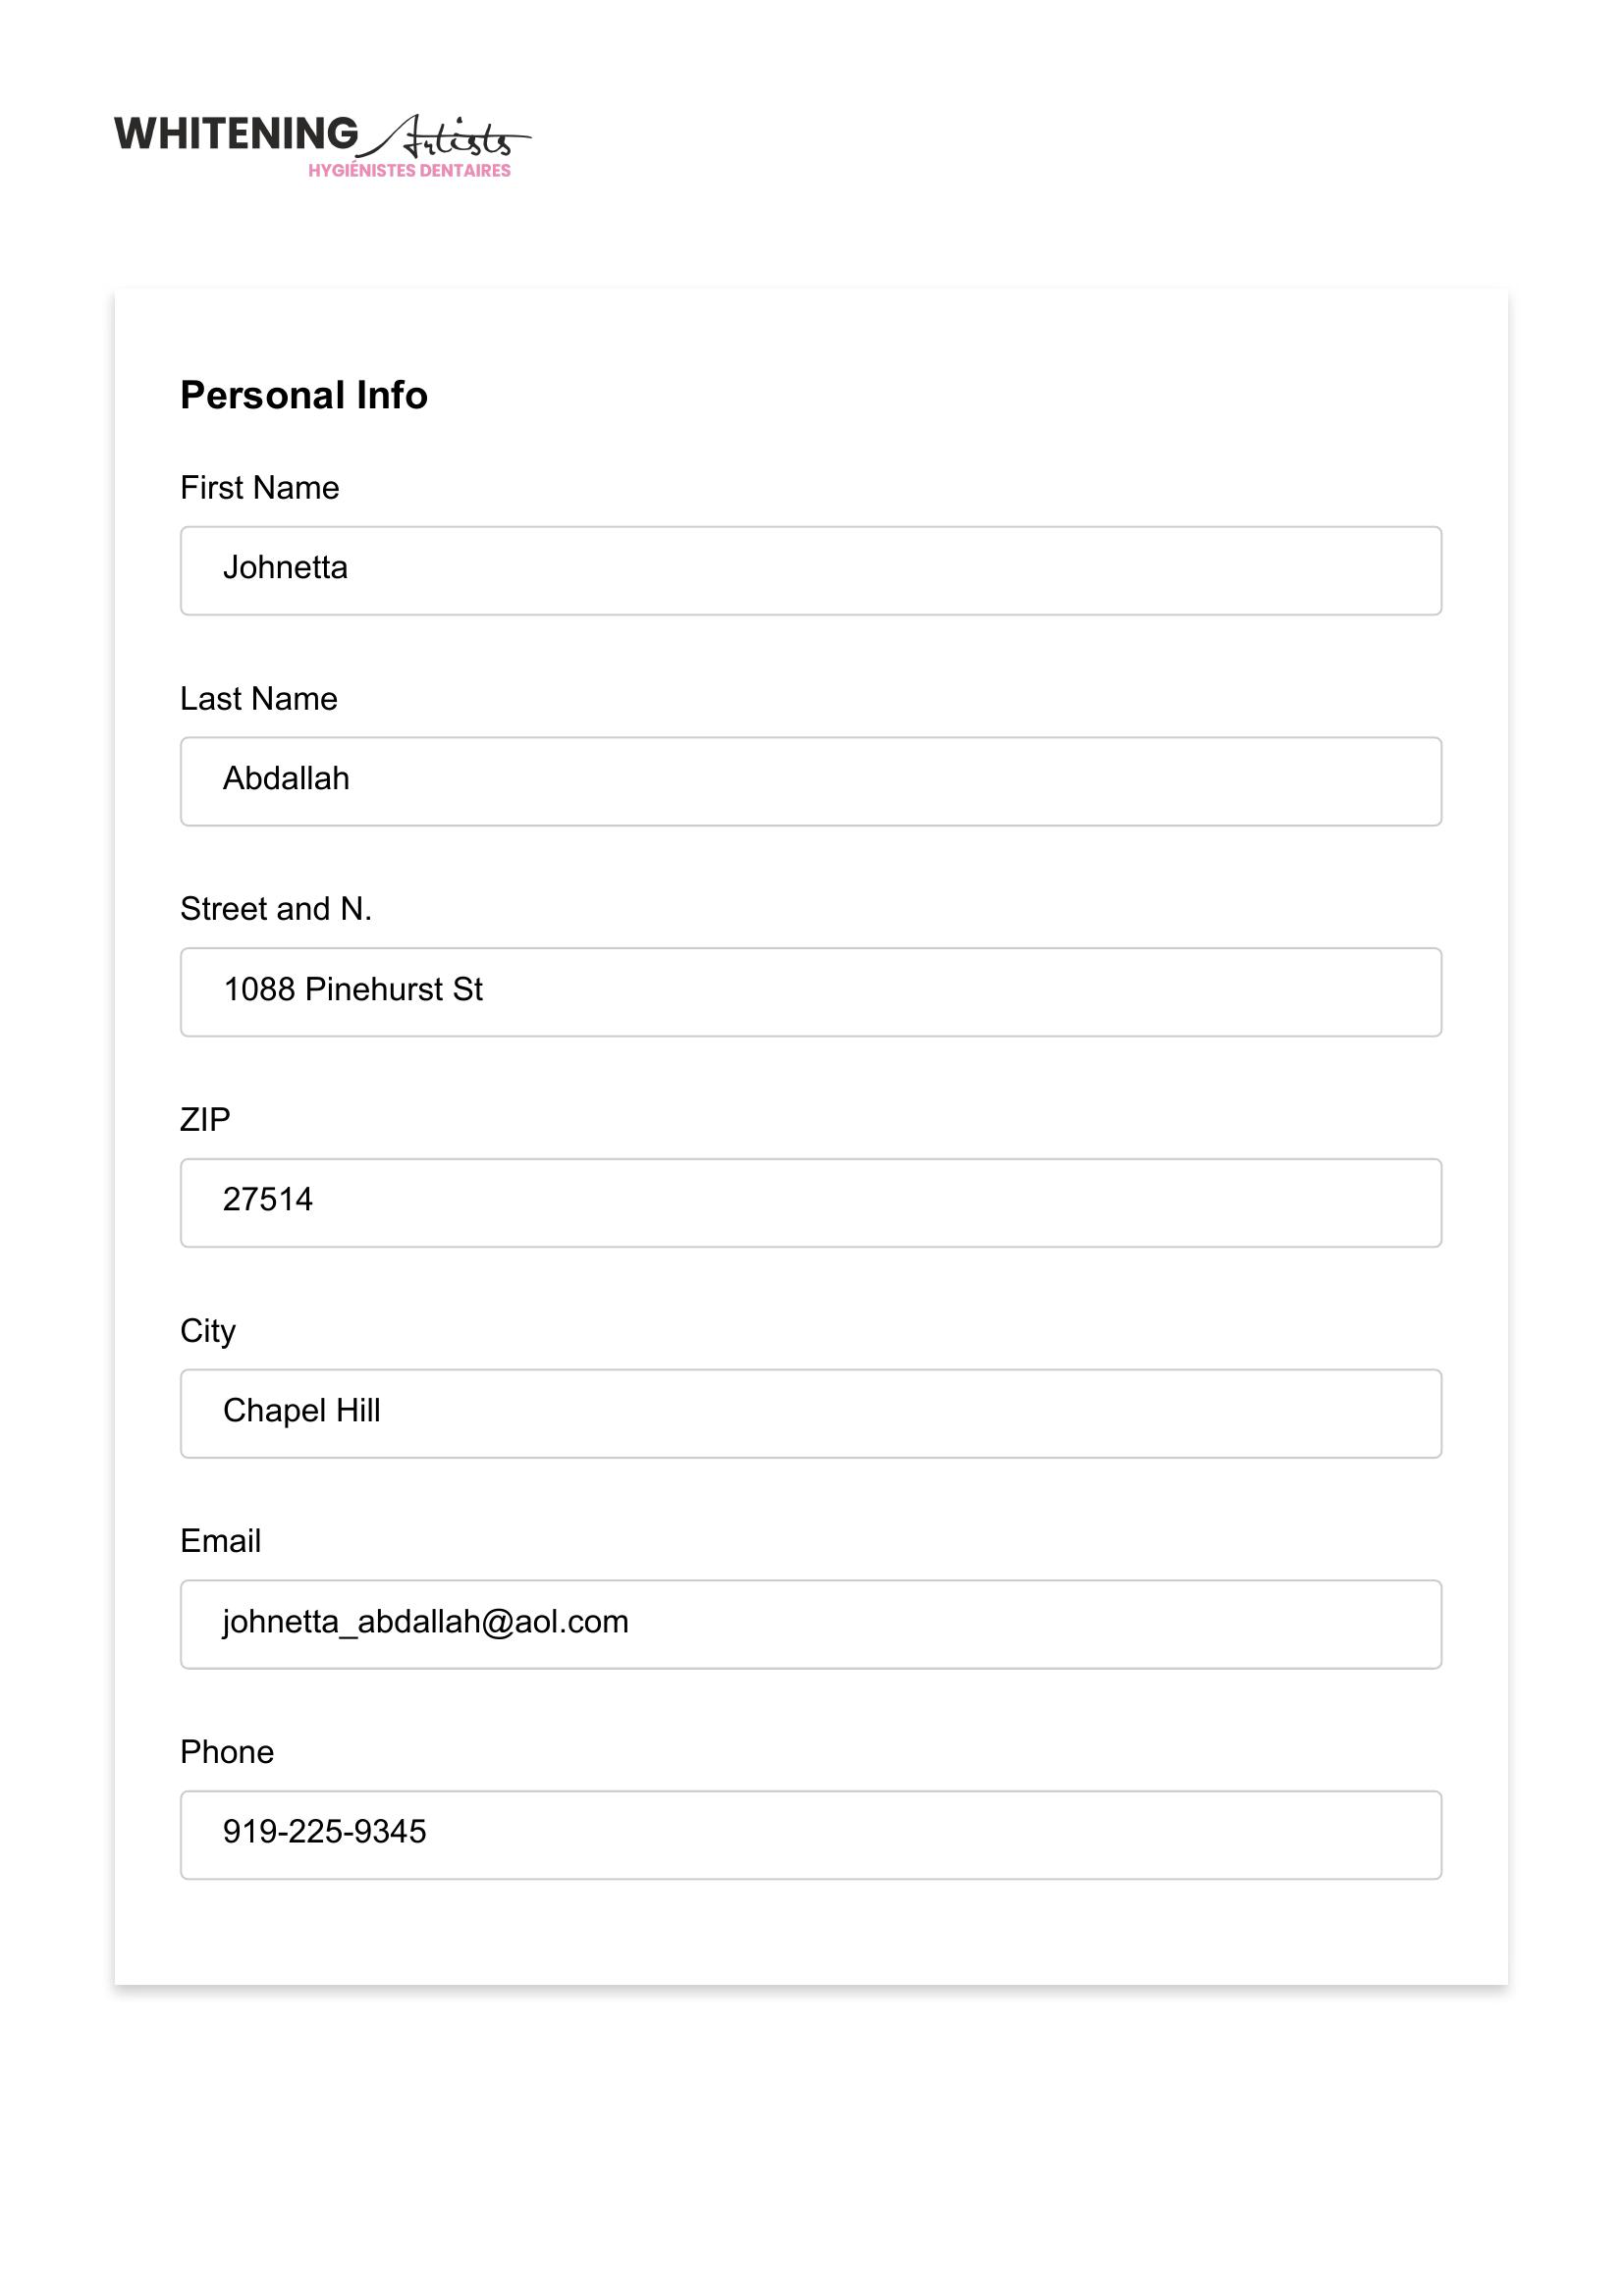 WHITENING Artists
HYGIÉNISTES DENTAIRES
Personal Info
First Name
Johnetta
Last Name
Abdallah
Street and N.
1088 Pinehurst St
ZIP
27514
City
Chapel Hill
Email
johnetta_abdallah@aol.com
Phone
919-225-9345